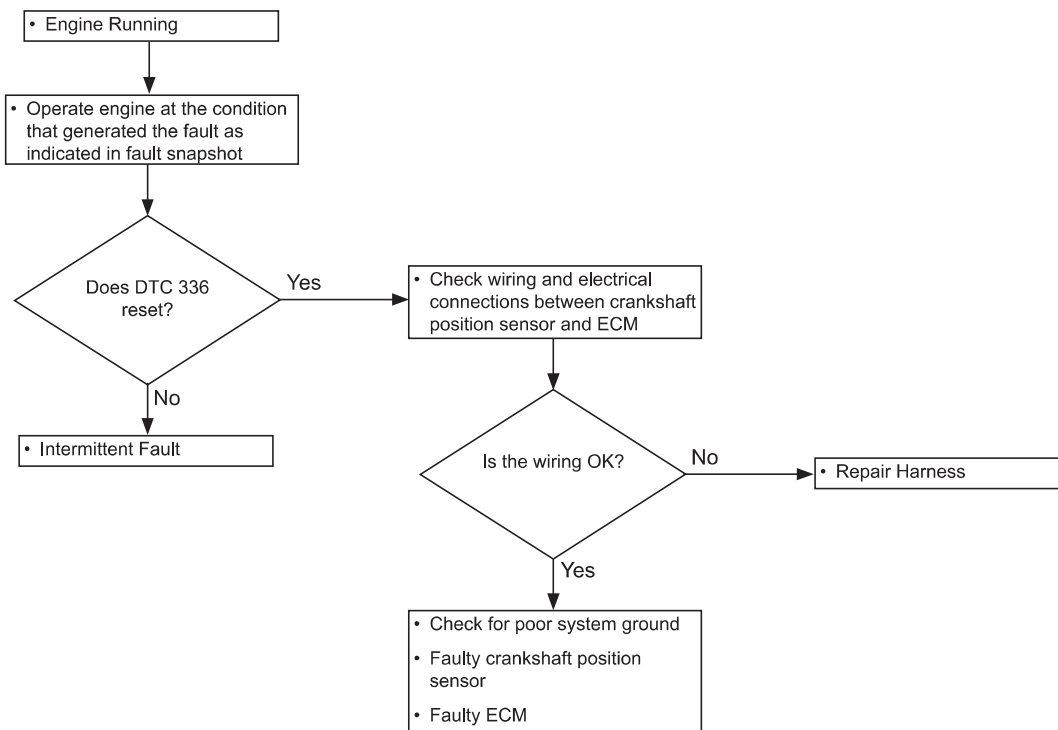 • Engine Running
• Operate engine at the condition
that generated the fault as
indicated in fault snapshot
Does DTC 336
reset?
Yes
No
• Intermittent Fault
• Check wiring and electrical
connections between crankshaft
position sensor and ECM
Is the wiring OK?
No
• Repair Harness
Yes
• Check for poor system ground
• Faulty crankshaft position
sensor
• Faulty ECM